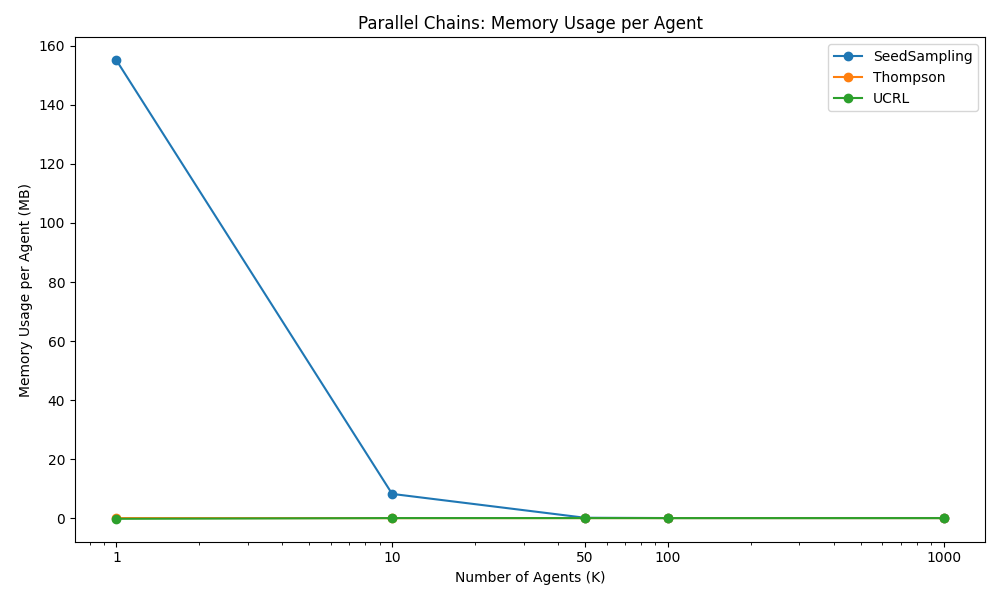 Parallel Chains: Memory Usage per Agent
SeedSampling
Thompson
UCRL
Memory Usage per Agent (MB)
160
140
120
100
80
60
40
20
0
1
10
50
100
1000
Number of Agents (K)